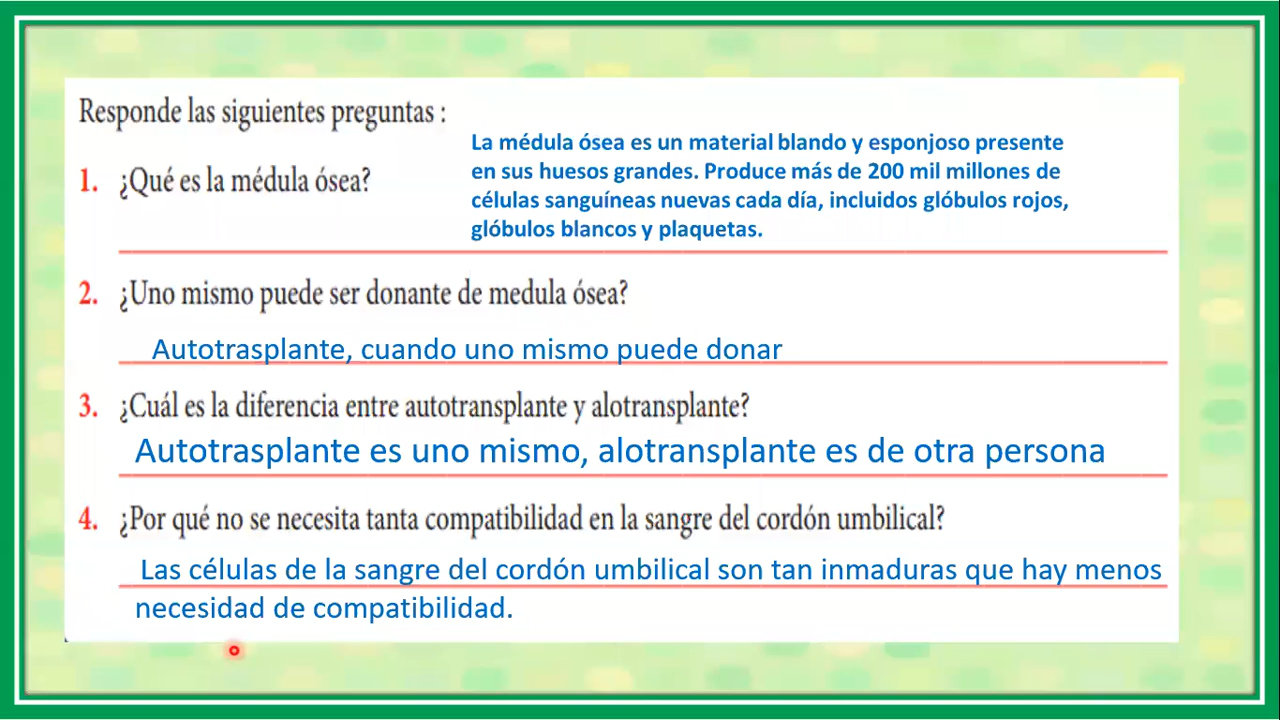 Responde las siguientes preguntas :
1. ¿Qué es la médula ósea?
La médula ósea es un material blando y esponjoso presente
en sus huesos grandes. Produce más de 200 mil millones de
células sanguíneas nuevas cada día, incluidos glóbulos rojos,
glóbulos blancos y plaquetas.
2. ¿Uno mismo puede ser donante de medula ósea?
Autotrasplante, cuando uno mismo puede donar
3. ¿Cuál es la diferencia entre autotransplante y alotransplante?
Autotrasplante es uno mismo, alotransplante es de otra persona
4. ¿Por qué no se necesita tanta compatibilidad en la sangre del cordón umbilical?
Las células de la sangre del cordón umbilical son tan inmaduras que hay menos
necesidad de compatibilidad.